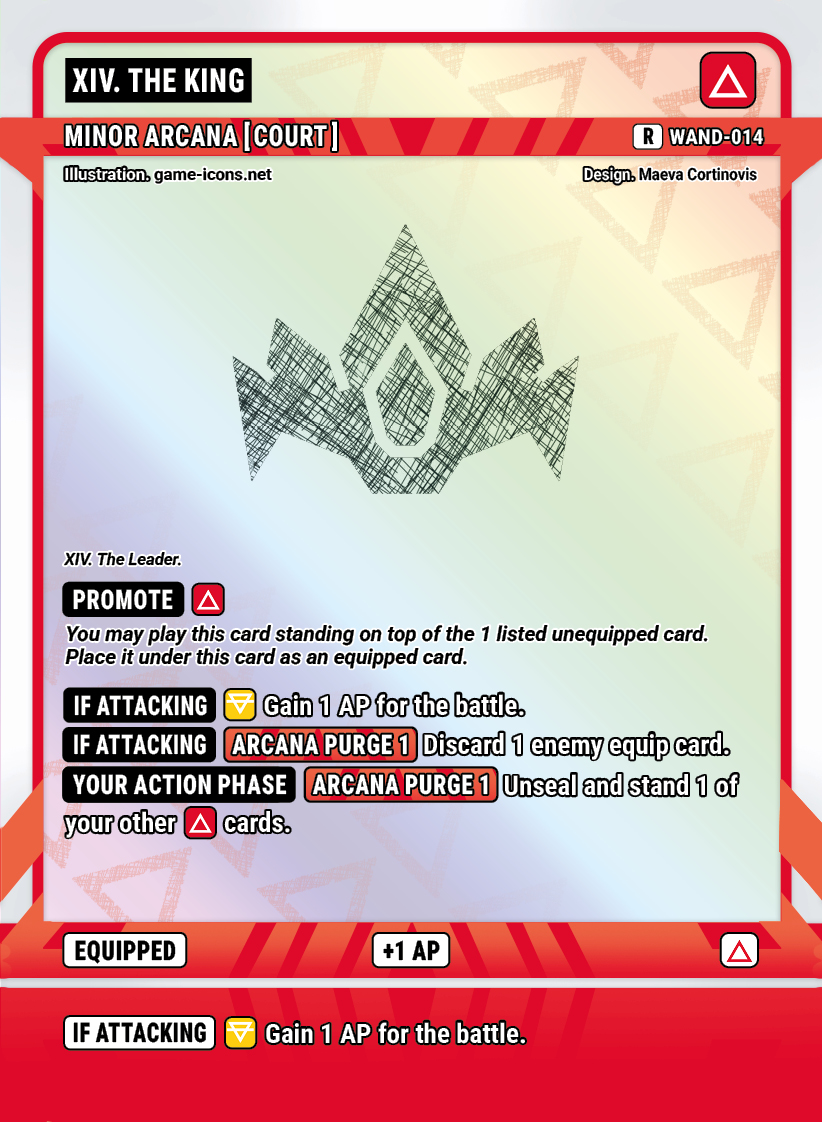 XIV. THE KING
MINOR ARCANA [COURT]
R WAND-014
Illustration. game-icons.net
Design. Maeva Cortinovis
XIV. The Leader.
PROMOTE
You may play this card standing on top of the 1 listed unequipped card.
Place it under this card as an equipped card.
IF ATTACKING Gain 1 AP for the battle.
IF ATTACKING ARCANA PURGE 1 Discard 1 enemy equip card.
YOUR ACTION PHASE ARCANA PURGE 1 Unseal and stand 1 of
your other cards.
EQUIPPED
+1 AP
IF ATTACKING Gain 1 AP for the battle.